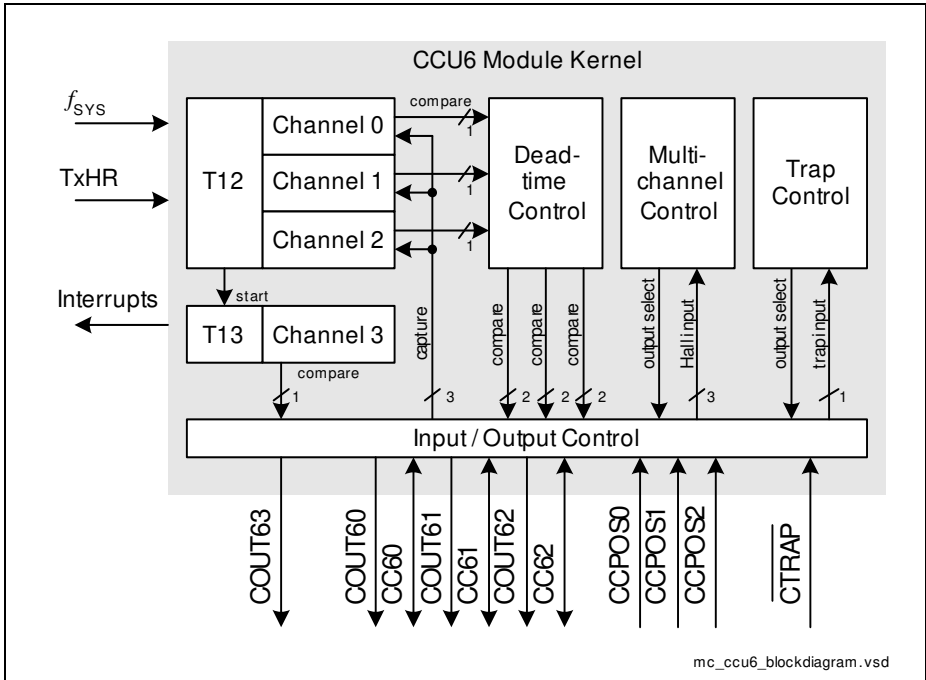 CCU6 Module Kernel
fSYS
TxHR
Interrupts
T12
Channel 0
Channel 1
Channel 2
compare
1
1
1
Dead-
time
Control
Multi-
channel
Control
Trap
Control
start
T13
Channel 3
compare
1
capture
3
compare
2
compare
2
compare
2
output select
Hall input
3
output select
trap input
1
Input / Output Control
COUT63
COUT60
CC60
COUT61
CC61
COUT62
CC62
CCPOS0
CCPOS1
CCPOS2
CTRAP
mc_ccu6_blockdiagram.vsd